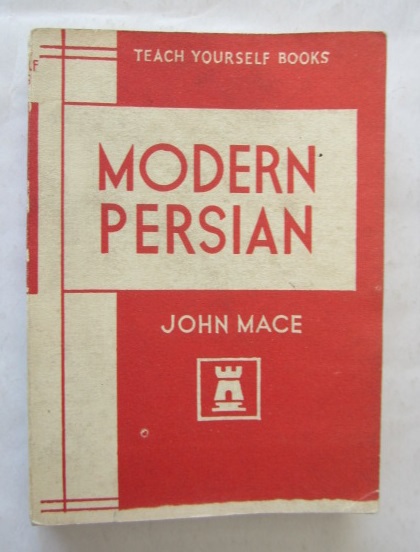 TEACH YOURSELF BOOKS
MODERN
PERSIAN
JOHN MACE